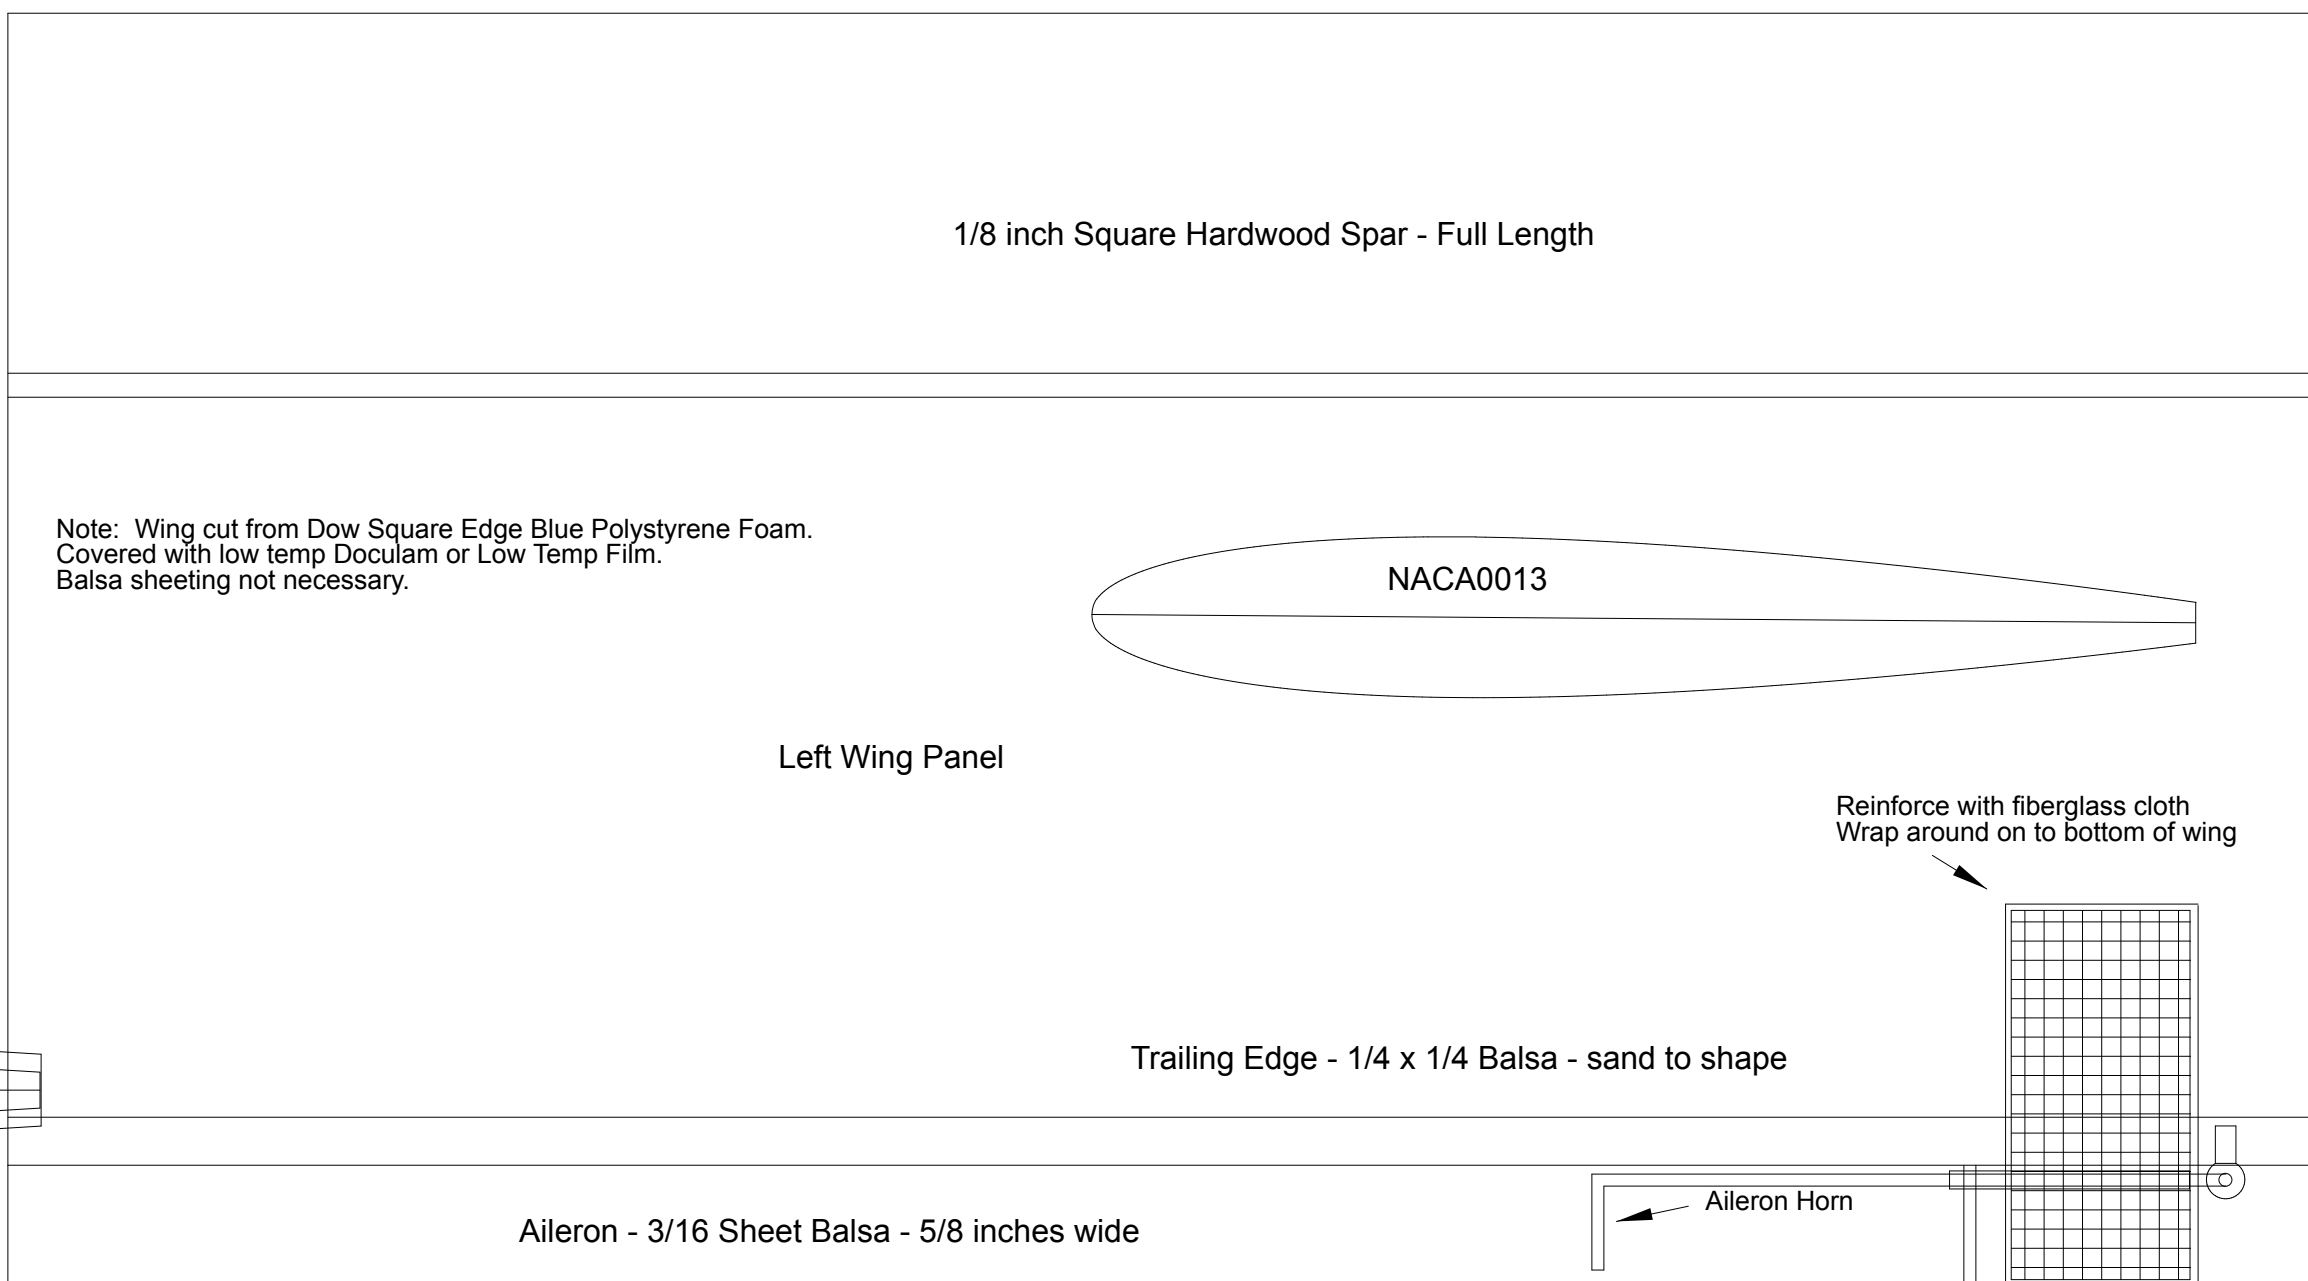 1/8 inch Square Hardwood Spar - Full Length
Note:  Wing cut from Dow Square Edge Blue Polystyrene Foam.
Covered with low temp Doculam or Low Temp Film.
Balsa sheeting not necessary.
NACA0013
Left Wing Panel
Reinforce with fiberglass cloth
Wrap around on to bottom of wing
Trailing Edge - 1/4 x 1/4 Balsa - sand to shape
Aileron Horn
Aileron - 3/16 Sheet Balsa - 5/8 inches wide